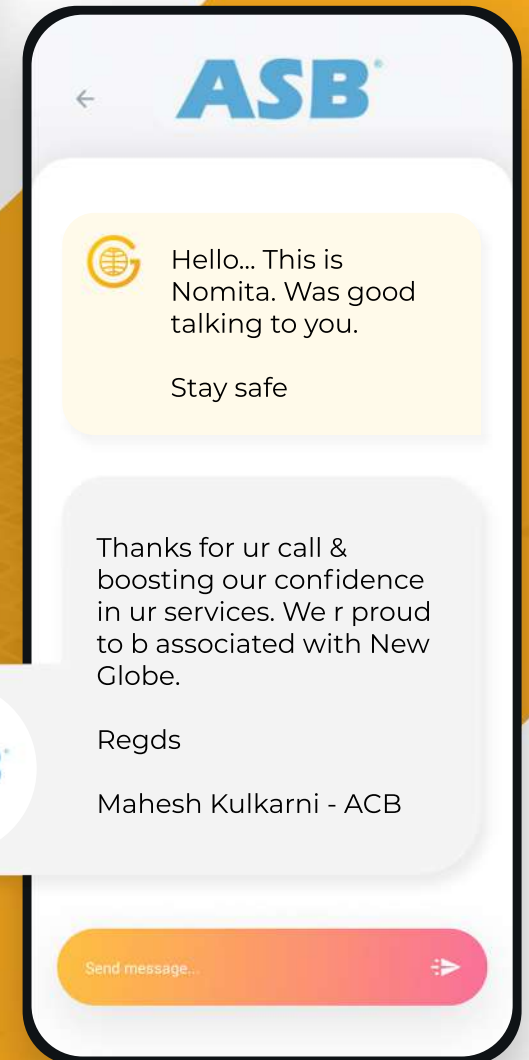 ASB®
Hello... This is
Nomita. Was good
talking to you.
Stay safe
Thanks for ur call &
boosting our confidence
in ur services. We r proud
to b associated with New
Globe.
Regds
Mahesh Kulkarni - ACB
Send message...